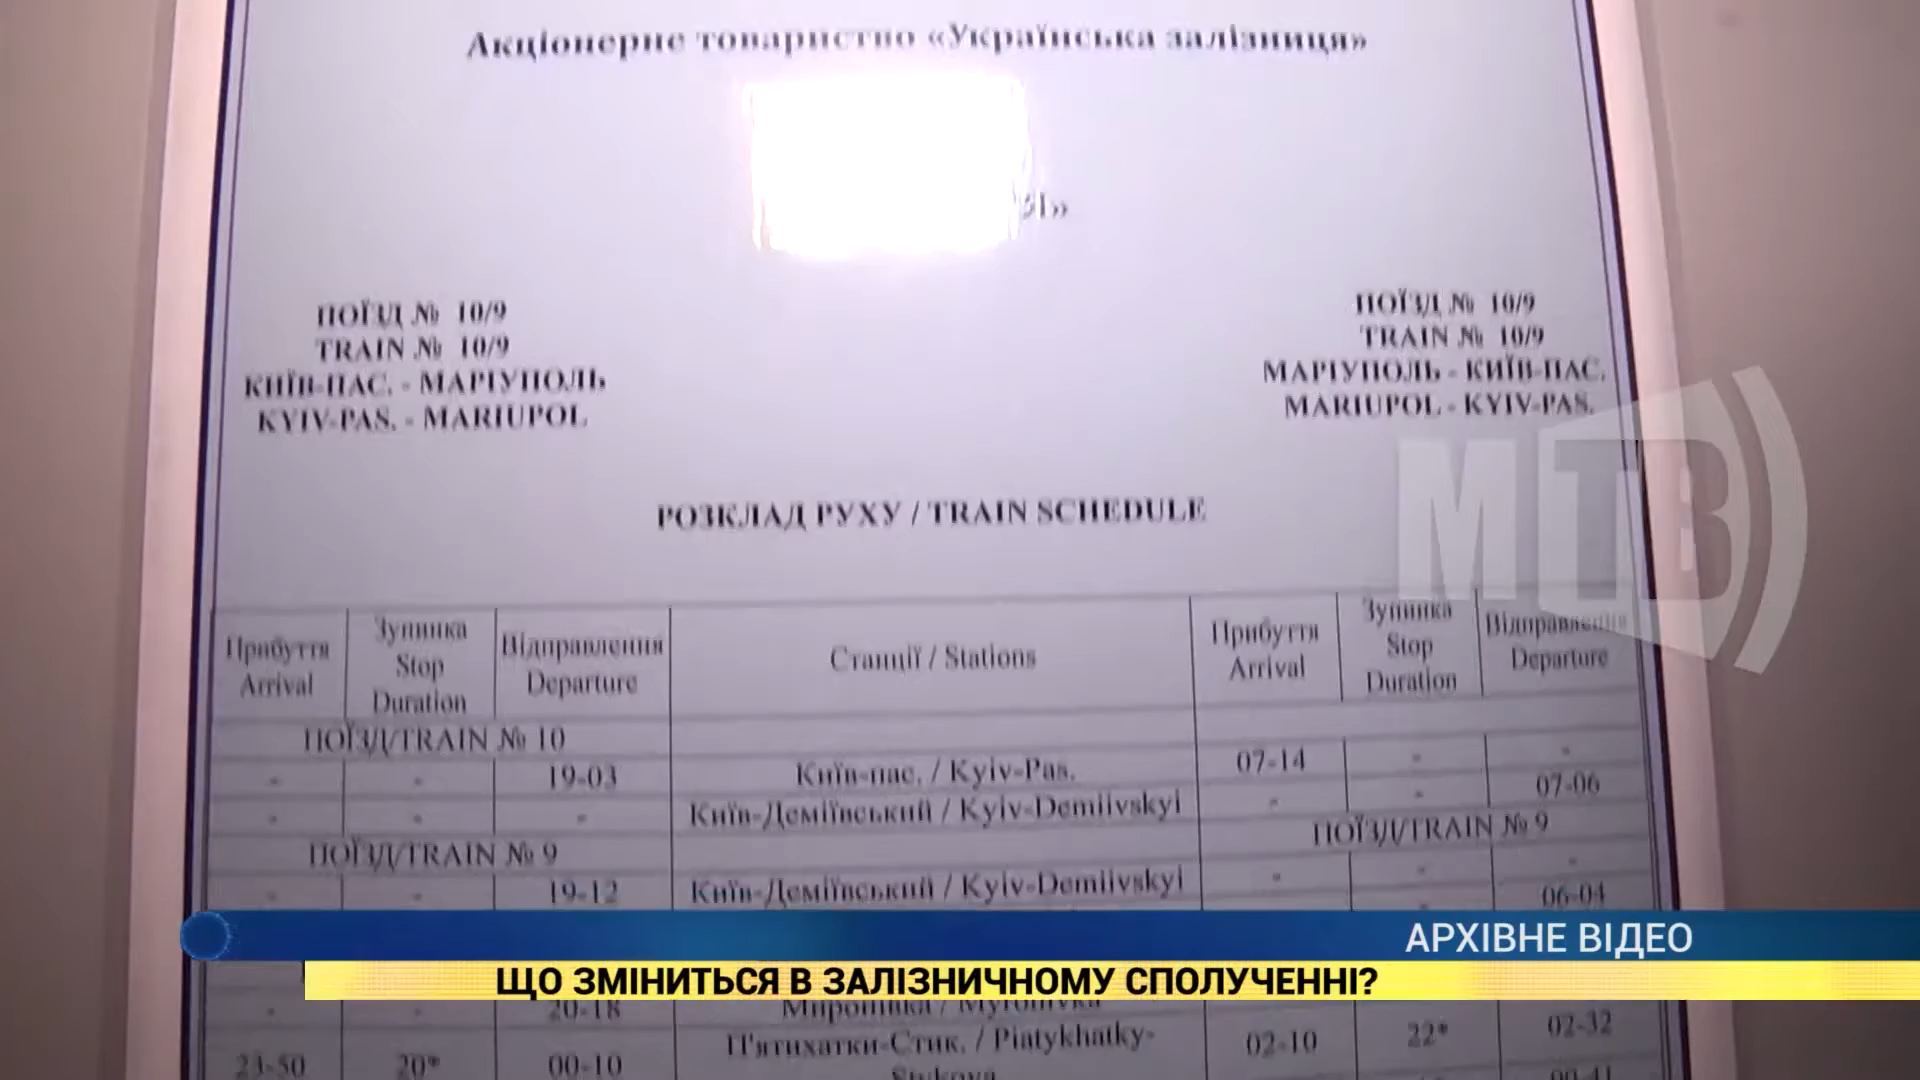 Акціонерне товариство «Українська залізниця»
ПОЇЗД № 10/9
TRAIN № 10/9
КИЇВ-ПАС. - МАРІУПОЛЬ
KYIV-PAS. - MARIUPOL
ПОЇЗД № 10/9
TRAIN № 10/9
МАРІУПОЛЬ - КИЇВ-ПАС.
MARIUPOL - KYIV-PAS.
МТВ
РОЗКЛАД РУХУ / TRAIN SCHEDULE
Прибуття Arrival
Зупинка Stop Duration
Відправлення Departure
Станції / Stations
Прибуття Arrival
Зупинка Stop Duration
Відправлення Departure
ПОЇЗД/TRAIN № 10
- - 19-03 Київ-пас. / Kyiv-Pas. 07-14 - -
- - - Київ-Деміївський / Kyiv-Demiivskyi - - 07-06
ПОЇЗД/TRAIN № 9 ПОЇЗД/TRAIN № 9
- - 19-12 Київ-Деміївський / Kyiv-Demiivskyi - - -
06-04
АРХІВНЕ ВІДЕО
ЩО ЗМІНИТЬСЯ В ЗАЛІЗНИЧНОМУ СПОЛУЧЕННІ?
- - 20-18 Миронівка / Myronivka
23-50 20* 00-10 П'ятихатки-Стик. / Piatykhatky- 02-10 22* 02-32